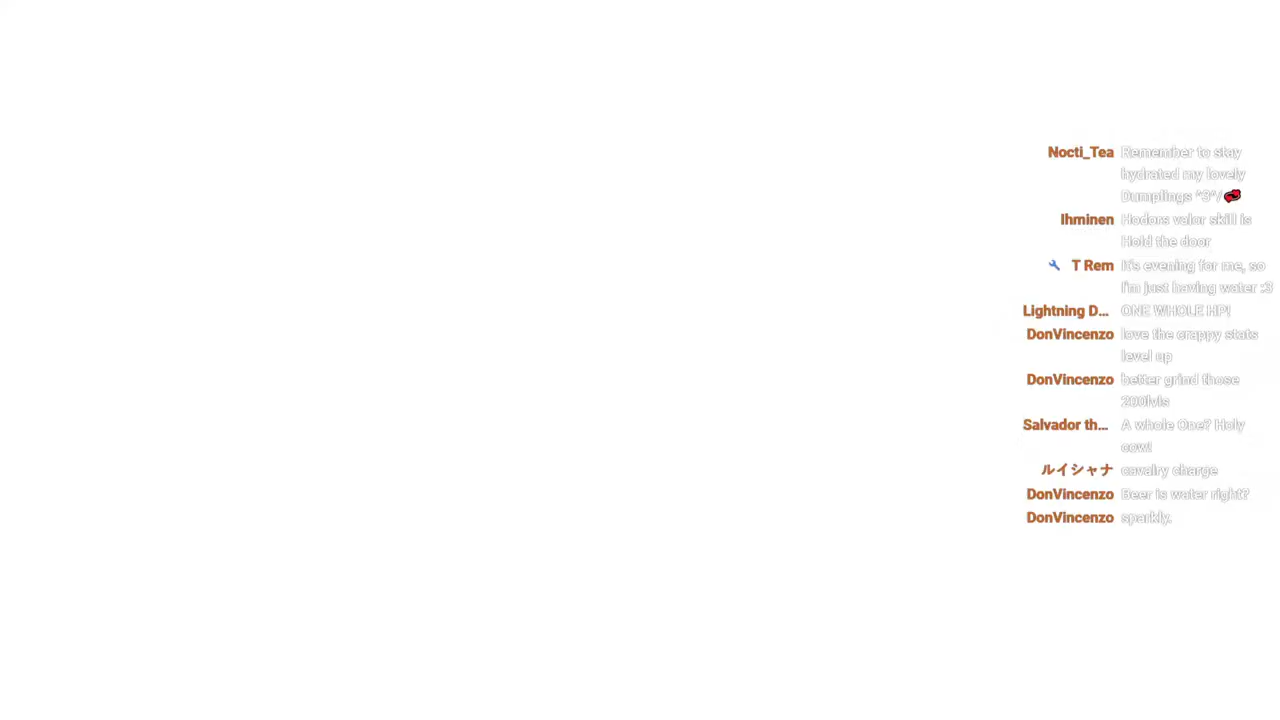 Nocti_Tea Remember to stay
hydrated my lovely
Dumplings ^3^/
Ihminen Hodors valor skill is
Hold the door
T Rem It's evening for me, so
I'm just having water :3
Lightning D... ONE WHOLE HP!
DonVincenzo love the crappy stats
level up
DonVincenzo better grind those
200lvls
Salvador th... A whole One? Holy
cow!
ルイシャナ cavalry charge
DonVincenzo Beer is water right?
DonVincenzo sparkly.